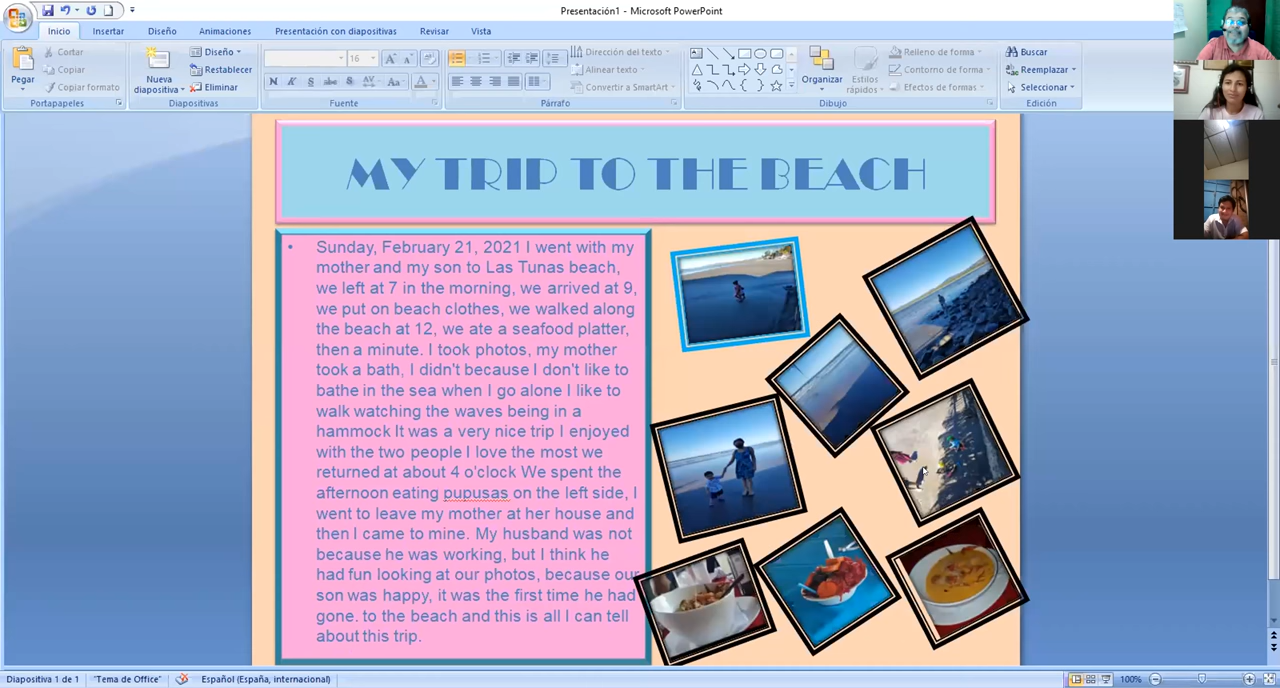 Presentación1 - Microsoft PowerPoint
Inicio
Insertar
Diseño
Animaciones
Presentación con diapositivas
Revisar
Vista
Pegar
Cortar
Copiar
Copiar formato
Portapapeles
Nueva
diapositiva
Diseño
Restablecer
Eliminar
Diapositivas
16
N K S abe S AV Aa A
Fuente
Párrafo
Dirección del texto
Alinear texto
Convertir a SmartArt
Organizar
Estilos
rápidos
Relleno de forma
Contorno de forma
Efectos de formas
Dibujo
Buscar
Reemplazar
Seleccionar
Edición
MY TRIP TO THE BEACH
• Sunday, February 21, 2021 I went with my
mother and my son to Las Tunas beach,
we left at 7 in the morning, we arrived at 9,
we put on beach clothes, we walked along
the beach at 12, we ate a seafood platter,
then a minute. I took photos, my mother
took a bath, I didn't because I don't like to
bathe in the sea when I go alone I like to
walk watching the waves being in a
hammock It was a very nice trip I enjoyed
with the two people I love the most we
returned at about 4 o'clock We spent the
afternoon eating pupusas on the left side, I
went to leave my mother at her house and
then I came to mine. My husband was not
because he was working, but I think he
had fun looking at our photos, because our
son was happy, it was the first time he had
gone. to the beach and this is all I can tell
about this trip.
Diapositiva 1 de 1
"Tema de Office"
Español (España, internacional)
100%